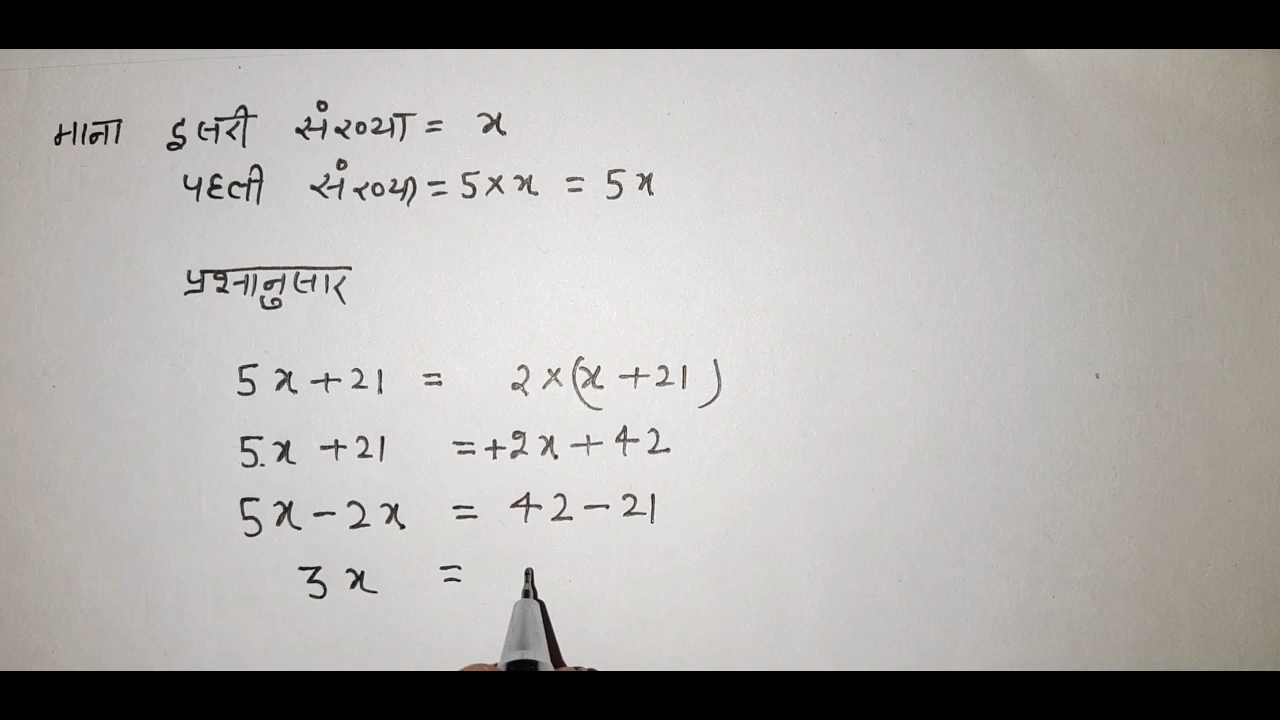 माना दुसरी संख्या = x
पहली संख्या = 5 × x = 5x
प्रश्नानुसार
5x + 21 = 2 × (x + 21)
5x + 21 = +2x + 42
5x - 2x = 42 - 21
3x =